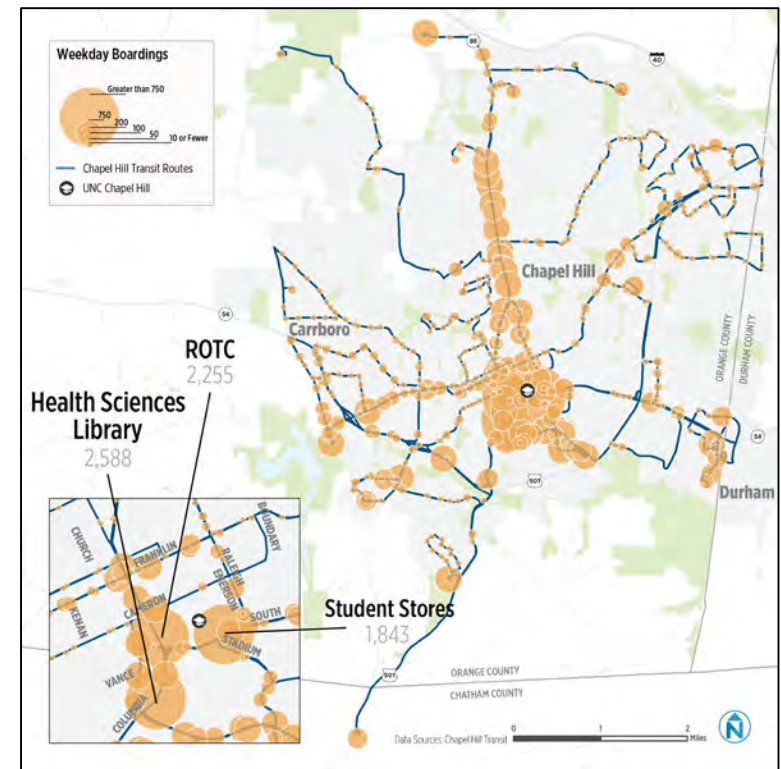 Weekday Boardings
Greater than 750
750
200
100
50
10 or Fewer
Chapel Hill Transit Routes
UNC Chapel Hill
86
40
Chapel Hill
Carrboro
54
ORANGE COUNTY
DURHAM COUNTY
54
501
Durham
ROTC
2,255
Health Sciences
Library
2,588
Student Stores
1,843
CHURCH
FRANKLIN
BOUNDARY
RALEIGH
EMERSON
CAMERON
KENAN
SOUTH
STADIUM
VANCE
COLUMBIA
ORANGE COUNTY
501
CHATHAM COUNTY
Data Sources: Chapel Hill Transit
0 1 2
Miles
N